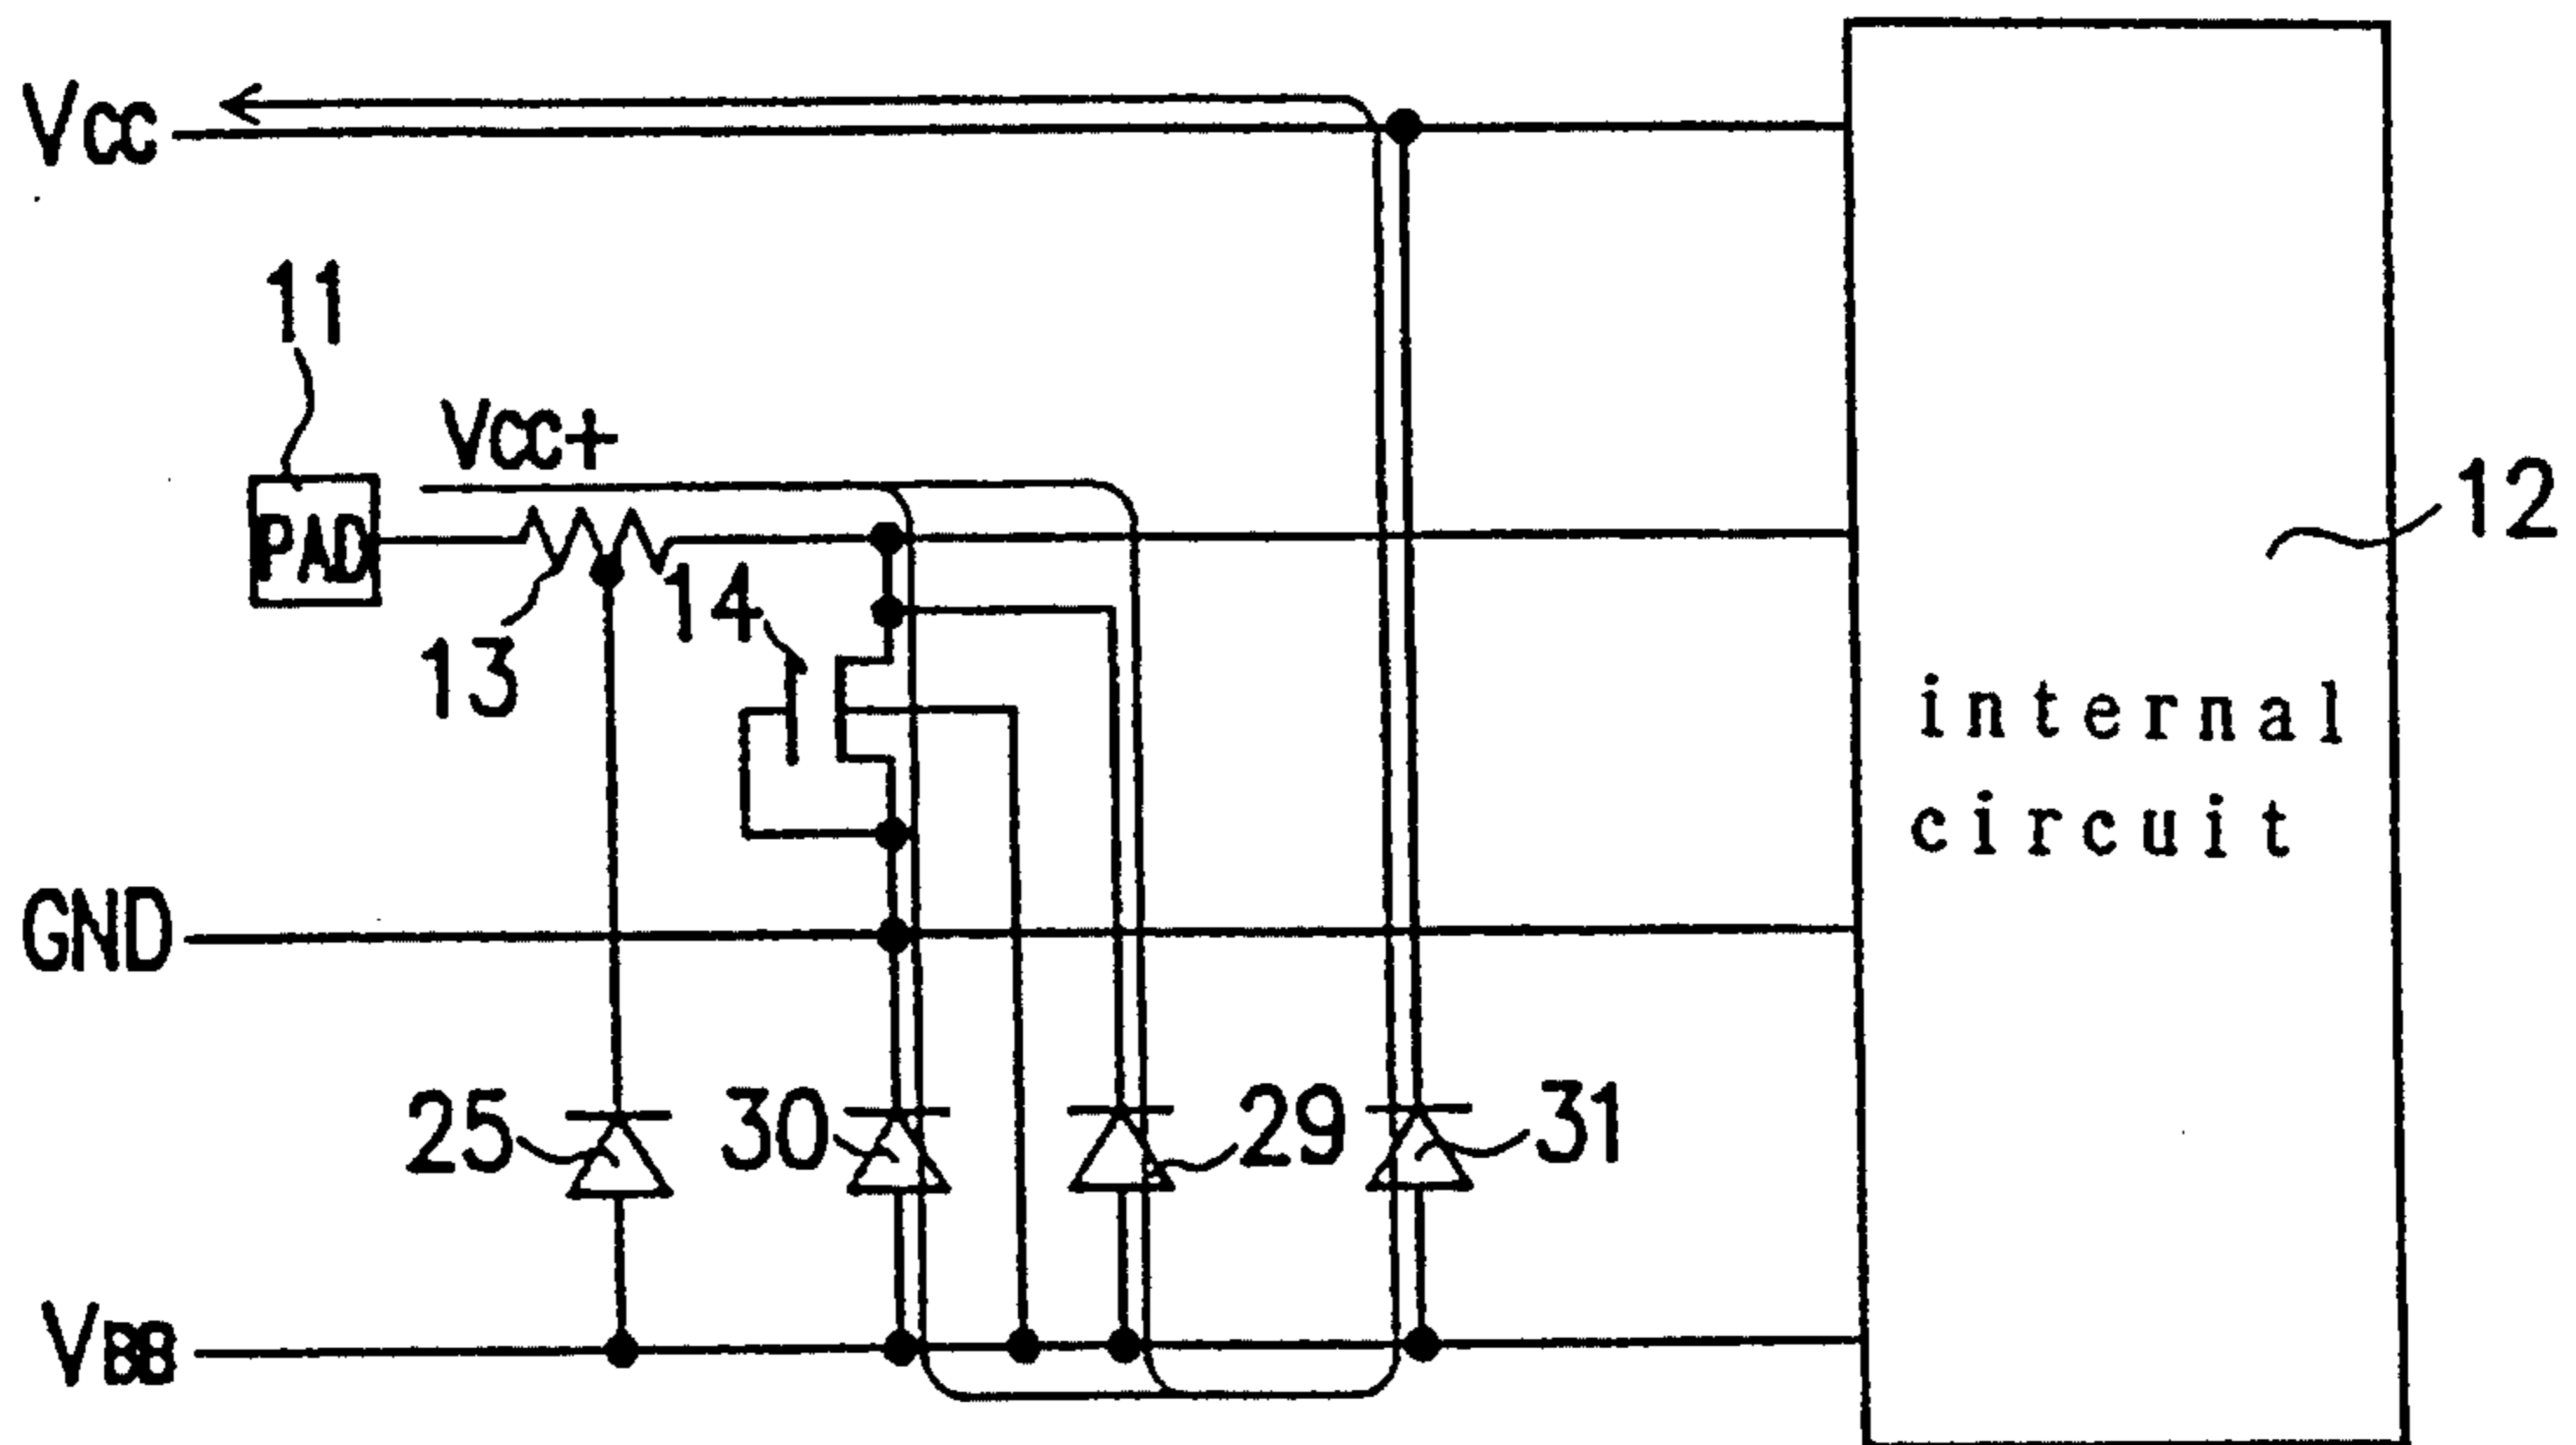 Vcc
11
Vcc+
PAD
12
13
14
internal
circuit
GND
25
30
29
31
VBB